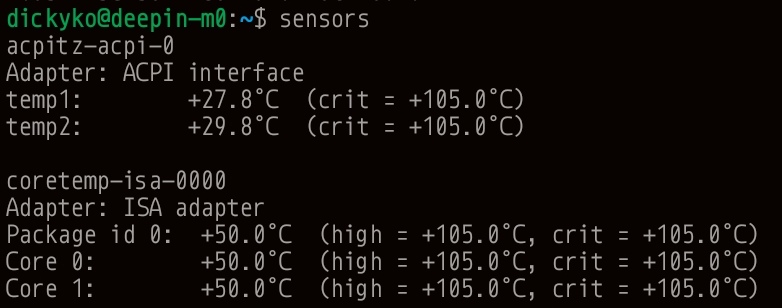 dickyko@deepin-m0:~$ sensors
acpitz-acpi-0
Adapter: ACPI interface
temp1:        +27.8°C  (crit = +105.0°C)
temp2:        +29.8°C  (crit = +105.0°C)

coretemp-isa-0000
Adapter: ISA adapter
Package id 0:  +50.0°C  (high = +105.0°C, crit = +105.0°C)
Core 0:        +50.0°C  (high = +105.0°C, crit = +105.0°C)
Core 1:        +50.0°C  (high = +105.0°C, crit = +105.0°C)